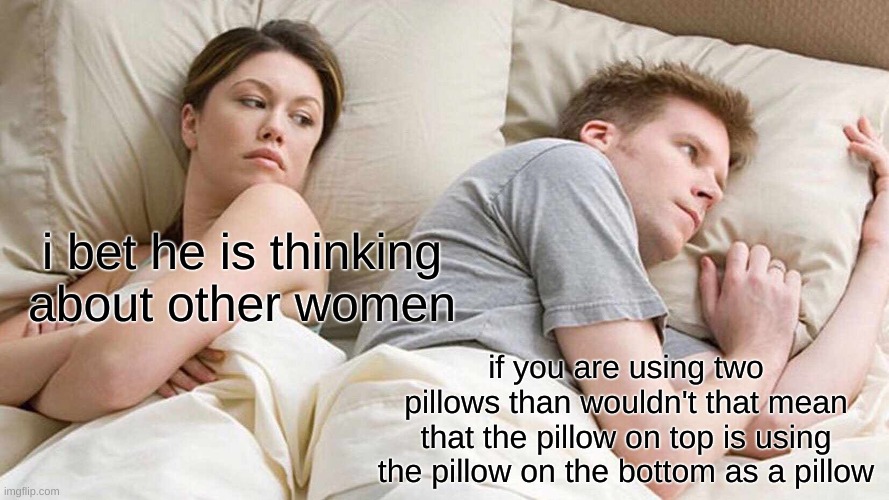 i bet he is thinking
about other women
if you are using two
pillows than wouldn't that mean
that the pillow on top is using
the pillow on the bottom as a pillow
imgflip.com